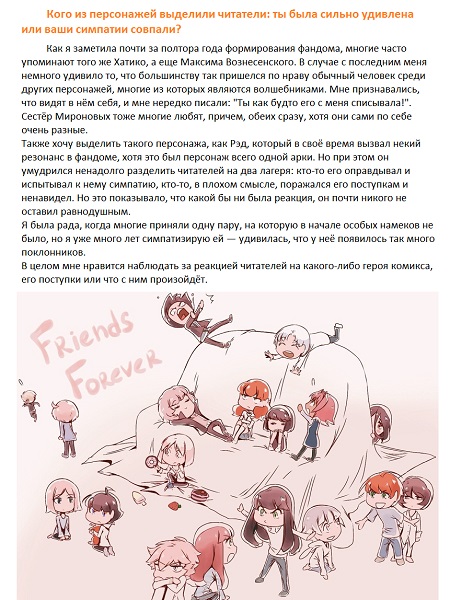 Кого из персонажей выделили читатели: ты была сильно удивлена
или ваши симпатии совпали?
Как я заметила почти за полтора года формирования фандома, многие часто
упоминают того же Хатико, а еще Максима Вознесенского. В случае с последним меня
немного удивило то, что большинству так пришелся по нраву обычный человек среди
других персонажей, многие из которых являются волшебниками. Мне признавались,
что видят в нём себя, и мне нередко писали: "Ты как будто его с меня списывала!".
Сестёр Мироновых тоже многие любят, причем, обеих сразу, хотя они сами по себе
очень разные.
Также хочу выделить такого персонажа, как Рэд, который в своё время вызвал некий
резонанс в фандоме, хотя это был персонаж всего одной арки. Но при этом он
умудрился ненадолго разделить читателей на два лагеря: кто-то его оправдывал и
испытывал к нему симпатию, кто-то, в плохом смысле, поражался его поступкам и
ненавидел. Но это показывало, что какой бы ни была реакция, он почти никого не
оставил равнодушным.
Я была рада, когда многие приняли одну пару, на которую в начале особых намеков не
было, но я уже много лет симпатизирую ей — удивилась, что у неё появилось так много
поклонников.
В целом мне нравится наблюдать за реакцией читателей на какого-либо героя комикса,
его поступки или что с ним произойдёт.
Friends
Forever